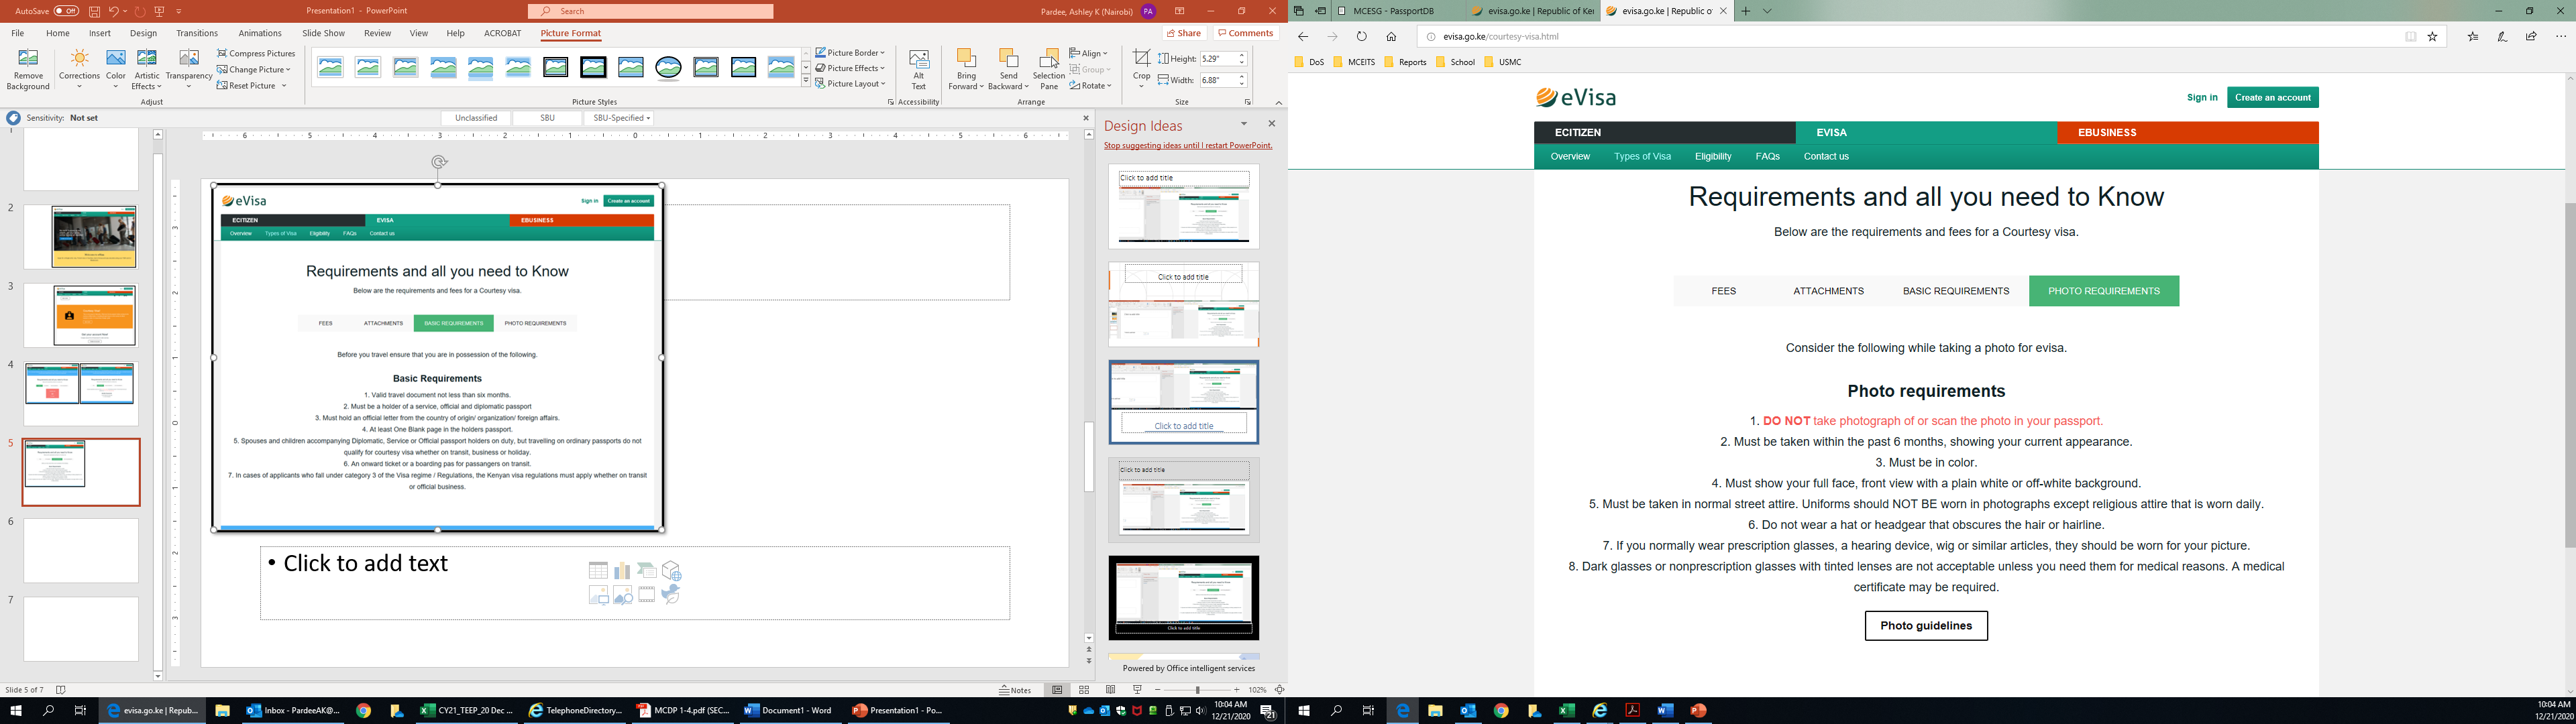 AutoSave Off
Presentation1 - PowerPoint
Search
Pardee, Ashley K (Nairobi) PA
File Home Insert Design Transitions Animations Slide Show Review View Help ACROBAT Picture Format
Share Comments
Remove Background
Corrections
Color
Artistic Effects
Transparency
Compress Pictures
Change Picture
Reset Picture
Adjust
Picture Styles
Picture Border
Picture Effects
Picture Layout
Alt Text
Accessibility
Bring Forward
Send Backward
Selection Pane
Align
Group
Rotate
Arrange
Crop
Height: 5.29"
Width: 6.88"
Size
Sensitivity: Not set
Unclassified SBU SBU-Specified
2
3
4
5
6
7
eVisa
Sign in Create an account
ECITIZEN EVISA EBUSINESS
Overview Types of Visa Eligibility FAQs Contact us
Requirements and all you need to Know
Below are the requirements and fees for a Courtesy visa.
FEES ATTACHMENTS BASIC REQUIREMENTS PHOTO REQUIREMENTS
Before you travel ensure that you are in possession of the following.
Basic Requirements
1. Valid travel document not less than six months.
2. Must be a holder of a service, official and diplomatic passport
3. Must hold an official letter from the country of origin/ organization/ foreign affairs.
4. At least One Blank page in the holders passport.
5. Spouses and children accompanying Diplomatic, Service or Official passport holders on duty, but travelling on ordinary passports do not
qualify for courtesy visa whether on transit, business or holiday.
6. An onward ticket or a boarding pas for passangers on transit.
7. In cases of applicants who fall under category 3 of the Visa regime / Regulations, the Kenyan visa regulations must apply whether on transit
or official business.
• Click to add text
Design Ideas
Stop suggesting ideas until I restart PowerPoint.
Click to add title
Click to add title
Click to add title
Click to add title
Click to add title
Powered by Office intelligent services
Slide 5 of 7
Notes
102%
evisa.go.ke | Repub...
Inbox - PardeeAK@...
CY21_TEEP_20 Dec ...
TelephoneDirectory...
MCDP 1-4.pdf (SEC...
Document1 - Word
Presentation1 - Po...
10:04 AM
12/21/2020
21
MCESG - PassportDB
evisa.go.ke | Republic of Ke
evisa.go.ke | Republic of
evisa.go.ke/courtesy-visa.html
DoS MCEITS Reports School USMC
eVisa
Sign in Create an account
ECITIZEN EVISA EBUSINESS
Overview Types of Visa Eligibility FAQs Contact us
Requirements and all you need to Know
Below are the requirements and fees for a Courtesy visa.
FEES ATTACHMENTS BASIC REQUIREMENTS PHOTO REQUIREMENTS
Consider the following while taking a photo for evisa.
Photo requirements
1. DO NOT take photograph of or scan the photo in your passport.
2. Must be taken within the past 6 months, showing your current appearance.
3. Must be in color.
4. Must show your full face, front view with a plain white or off-white background.
5. Must be taken in normal street attire. Uniforms should NOT BE worn in photographs except religious attire that is worn daily.
6. Do not wear a hat or headgear that obscures the hair or hairline.
7. If you normally wear prescription glasses, a hearing device, wig or similar articles, they should be worn for your picture.
8. Dark glasses or nonprescription glasses with tinted lenses are not acceptable unless you need them for medical reasons. A medical
certificate may be required.
Photo guidelines
10:04 AM
12/21/2020